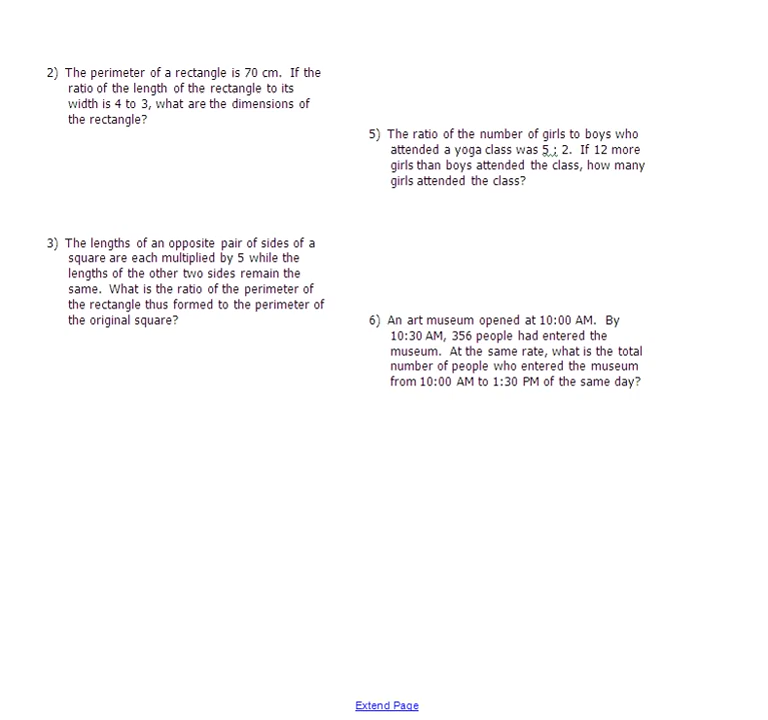 2) The perimeter of a rectangle is 70 cm. If the
ratio of the length of the rectangle to its
width is 4 to 3, what are the dimensions of
the rectangle?
3) The lengths of an opposite pair of sides of a
square are each multiplied by 5 while the
lengths of the other two sides remain the
same. What is the ratio of the perimeter of
the rectangle thus formed to the perimeter of
the original square?
5) The ratio of the number of girls to boys who
attended a yoga class was 5 : 2. If 12 more
girls than boys attended the class, how many
girls attended the class?
6) An art museum opened at 10:00 AM. By
10:30 AM, 356 people had entered the
museum. At the same rate, what is the total
number of people who entered the museum
from 10:00 AM to 1:30 PM of the same day?
Extend Page